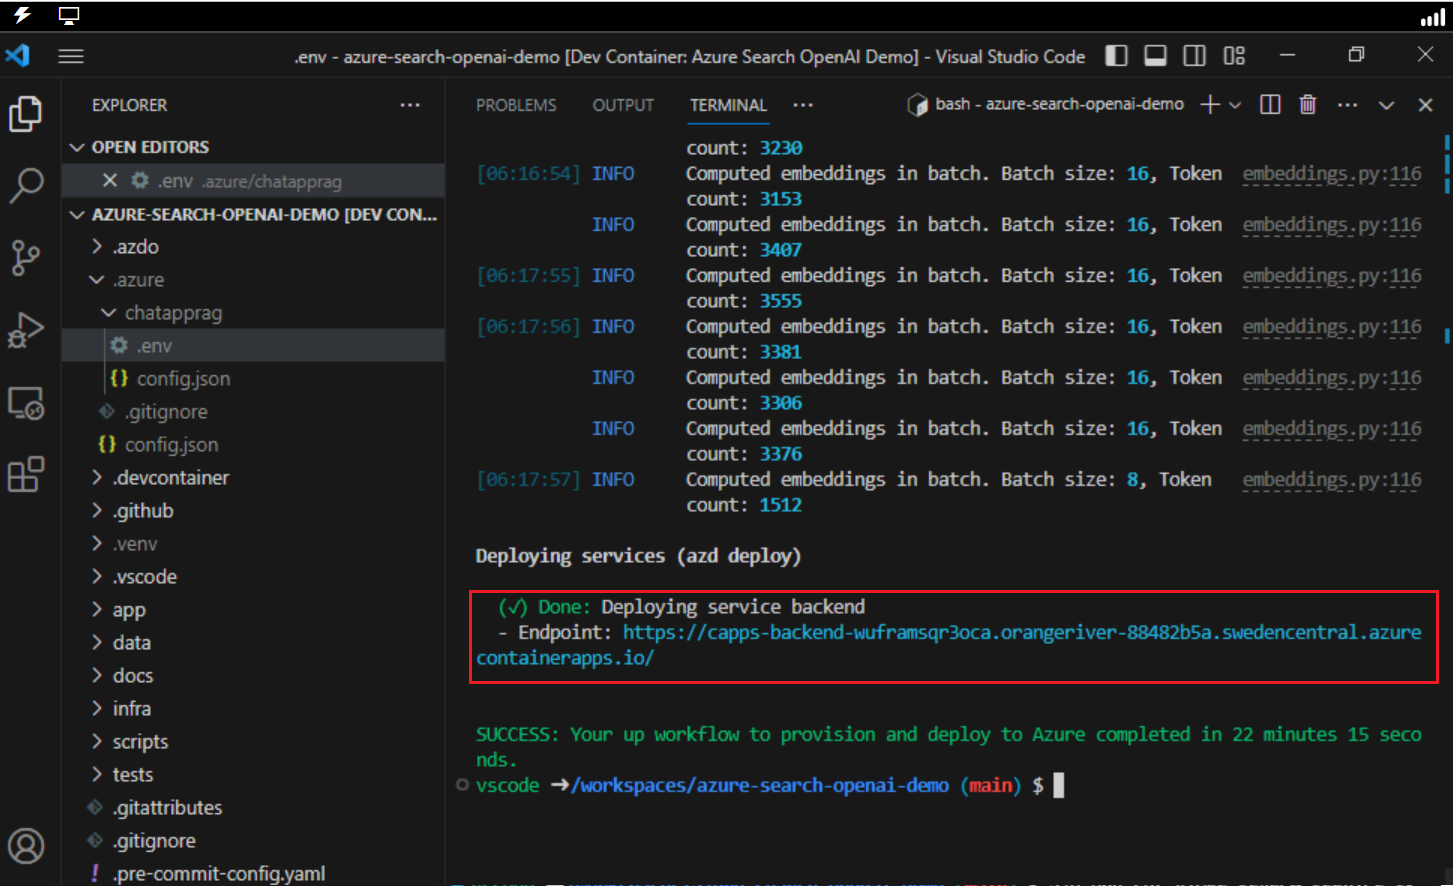 .env - azure-search-openai-demo [Dev Container: Azure Search OpenAI Demo] - Visual Studio Code
EXPLORER
OPEN EDITORS
.env .azure/chatapprag
AZURE-SEARCH-OPENAI-DEMO [DEV CON...
.azdo
.azure
chatapprag
.env
{} config.json
.gitignore
{} config.json
.devcontainer
.github
.venv
.vscode
app
data
docs
infra
scripts
tests
.gitattributes
.gitignore
! .pre-commit-config.yaml
PROBLEMS OUTPUT TERMINAL ...
bash - azure-search-openai-demo
count: 3230
[06:16:54] INFO Computed embeddings in batch. Batch size: 16, Token embeddings.py:116
count: 3153
INFO Computed embeddings in batch. Batch size: 16, Token embeddings.py:116
count: 3407
[06:17:55] INFO Computed embeddings in batch. Batch size: 16, Token embeddings.py:116
count: 3555
[06:17:56] INFO Computed embeddings in batch. Batch size: 16, Token embeddings.py:116
count: 3381
INFO Computed embeddings in batch. Batch size: 16, Token embeddings.py:116
count: 3306
INFO Computed embeddings in batch. Batch size: 16, Token embeddings.py:116
count: 3376
[06:17:57] INFO Computed embeddings in batch. Batch size: 8, Token embeddings.py:116
count: 1512
Deploying services (azd deploy)
(✓) Done: Deploying service backend
- Endpoint: https://capps-backend-wuframsqr3oca.orangeriver-88482b5a.swedencentral.azure
containerapps.io/
SUCCESS: Your up workflow to provision and deploy to Azure completed in 22 minutes 15 seco
nds.
vscode ➜/workspaces/azure-search-openai-demo (main) $